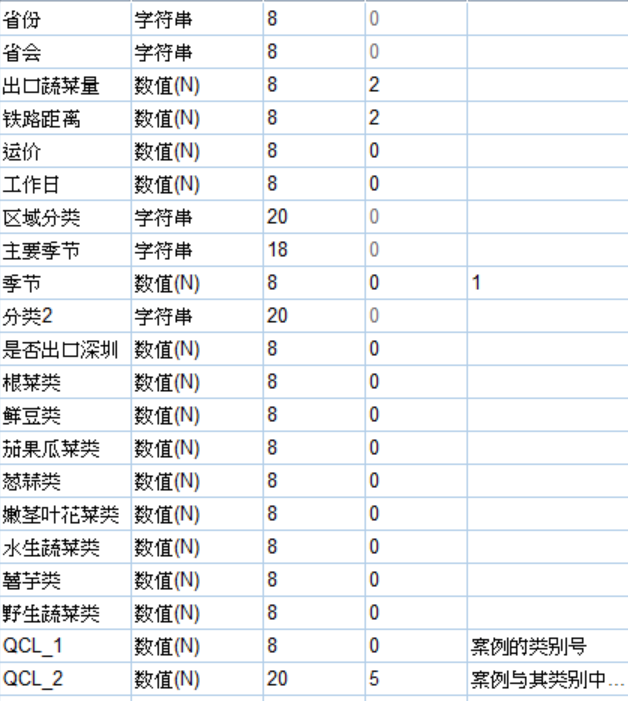 省份 字符串 8 0
省会 字符串 8 0
出口蔬菜量 数值(N) 8 2
铁路距离 数值(N) 8 2
运价 数值(N) 8 0
工作日 数值(N) 8 0
区域分类 字符串 20 0
主要季节 字符串 18 0
季节 数值(N) 8 0 1
分类2 字符串 20 0
是否出口深圳 数值(N) 8 0
根菜类 数值(N) 8 0
鲜豆类 数值(N) 8 0
茄果瓜菜类 数值(N) 8 0
葱蒜类 数值(N) 8 0
嫩茎叶花菜类 数值(N) 8 0
水生蔬菜类 数值(N) 8 0
薯芋类 数值(N) 8 0
野生蔬菜类 数值(N) 8 0
QCL_1 数值(N) 8 0 案例的类别号
QCL_2 数值(N) 20 5 案例与其类别中...